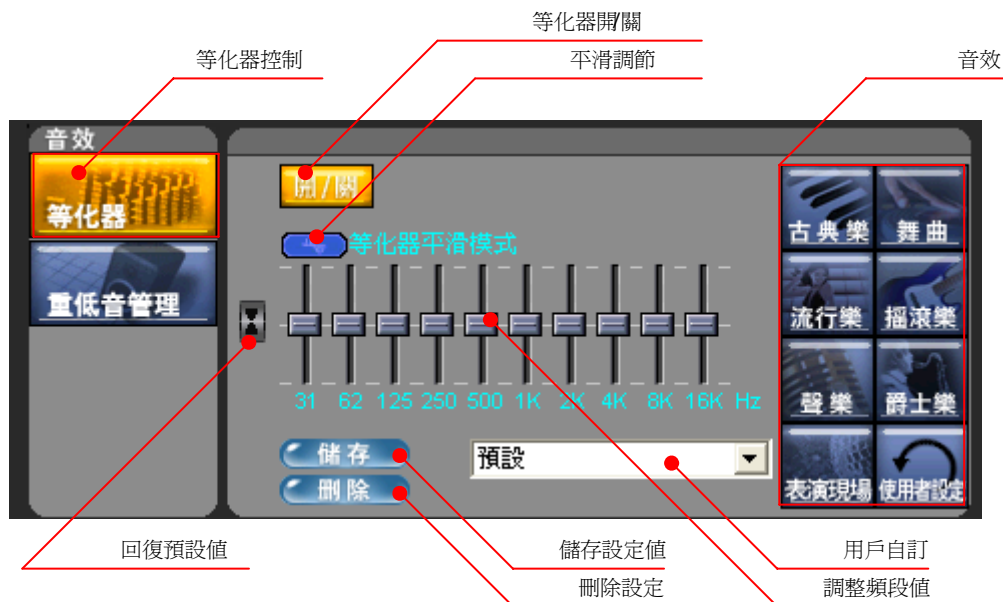 等化器開/關
等化器控制
平滑調節
音效
音效
開/關
等化器
等化器平滑模式
重低音管理
古典樂
舞曲
流行樂
搖滾樂
聲樂
爵士樂
表演現場
使用者設定
31 62 125 250 500 1K 2K 4K 8K 16K Hz
儲存
預設
刪除
回復預設值
儲存設定值
用戶自訂
刪除設定
調整頻段值